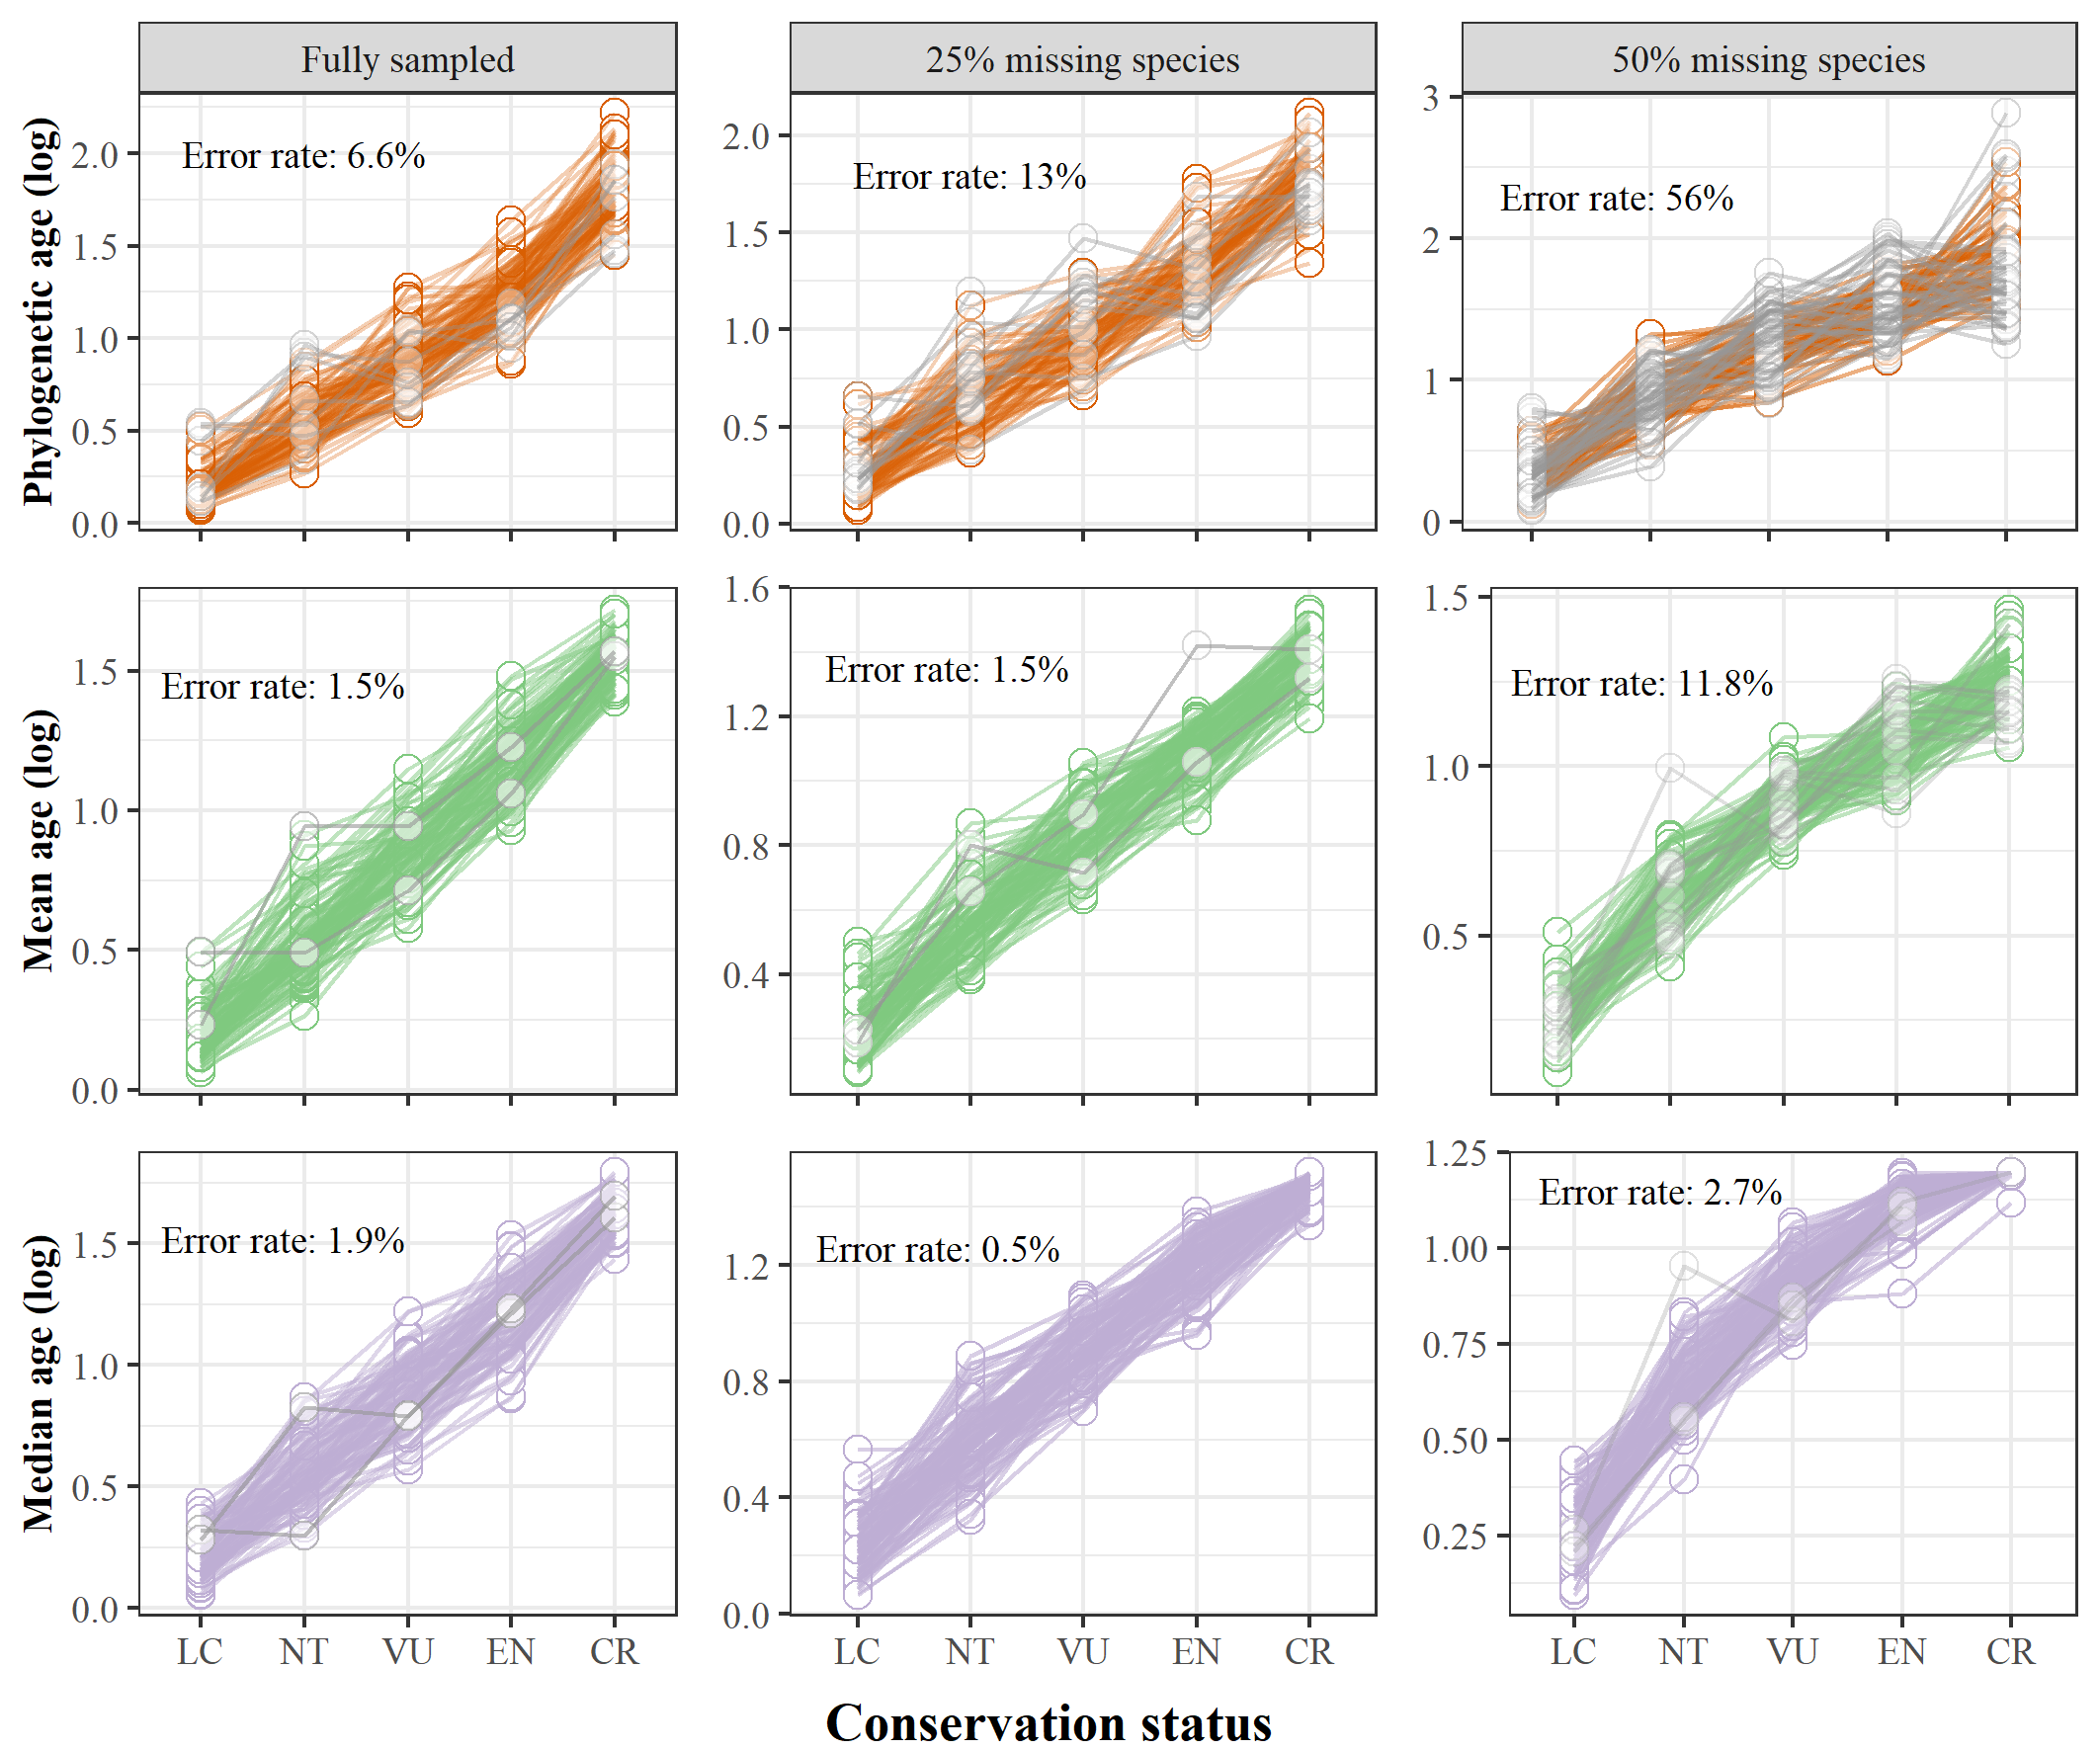 Fully sampled
25% missing species
50% missing species
Phylogenetic age (log)
2.0
1.5
1.0
0.5
0.0
Error rate: 6.6%
2.0
1.5
1.0
0.5
0.0
Error rate: 13%
3
2
1
0
Error rate: 56%
Mean age (log)
1.5
1.0
0.5
0.0
Error rate: 1.5%
1.6
1.2
0.8
0.4
Error rate: 1.5%
1.5
1.0
0.5
Error rate: 11.8%
Median age (log)
1.5
1.0
0.5
0.0
Error rate: 1.9%
1.2
0.8
0.4
0.0
Error rate: 0.5%
1.25
1.00
0.75
0.50
0.25
Error rate: 2.7%
LC NT VU EN CR
LC NT VU EN CR
LC NT VU EN CR
Conservation status